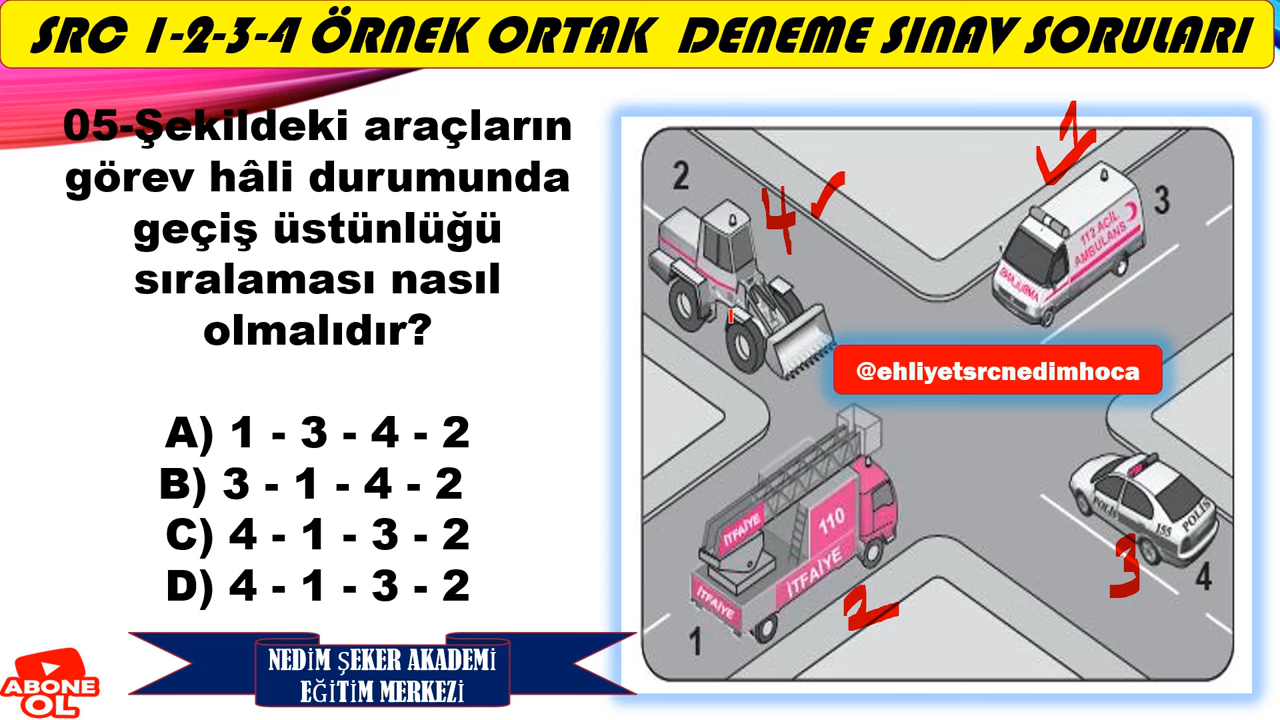 SRC 1-2-3-4 ÖRNEK ORTAK DENEME SINAV SORULARI
05-Şekildeki araçların
görev hâli durumunda
geçiş üstünlüğü
sıralaması nasıl
olmalıdır?
A) 1 - 3 - 4 - 2
B) 3 - 1 - 4 - 2
C) 4 - 1 - 3 - 2
D) 4 - 1 - 3 - 2
2
4
1
3
112 ACİL
AMBULANS
@ehliyetsrcnedimhoca
İTFAİYE
110
İTFAİYE
İTFAİYE
1
2
POLİS
155
POLİS
3
4
NEDİM ŞEKER AKADEMİ
EĞİTİM MERKEZİ
ABONE
OL